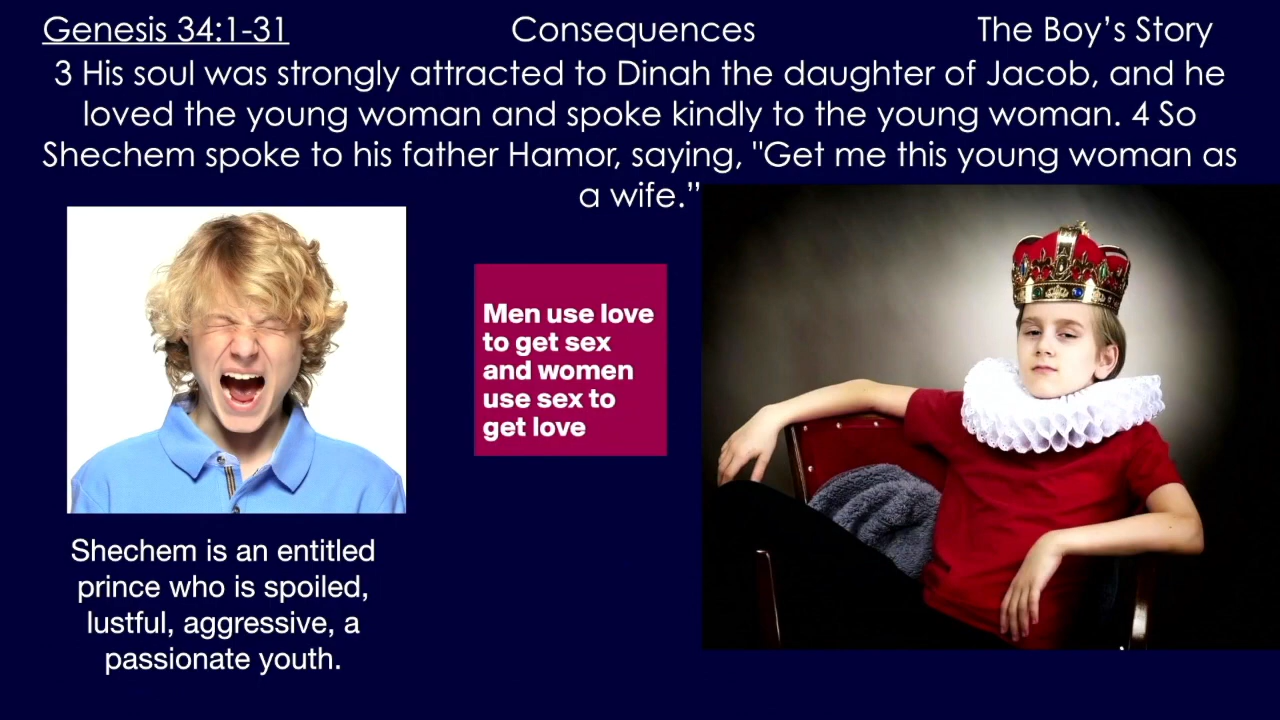 Genesis 34:1-31 Consequences The Boy’s Story
3 His soul was strongly attracted to Dinah the daughter of Jacob, and he
loved the young woman and spoke kindly to the young woman. 4 So
Shechem spoke to his father Hamor, saying, "Get me this young woman as
a wife.”
Men use love
to get sex
and women
use sex to
get love
Shechem is an entitled
prince who is spoiled,
lustful, aggressive, a
passionate youth.